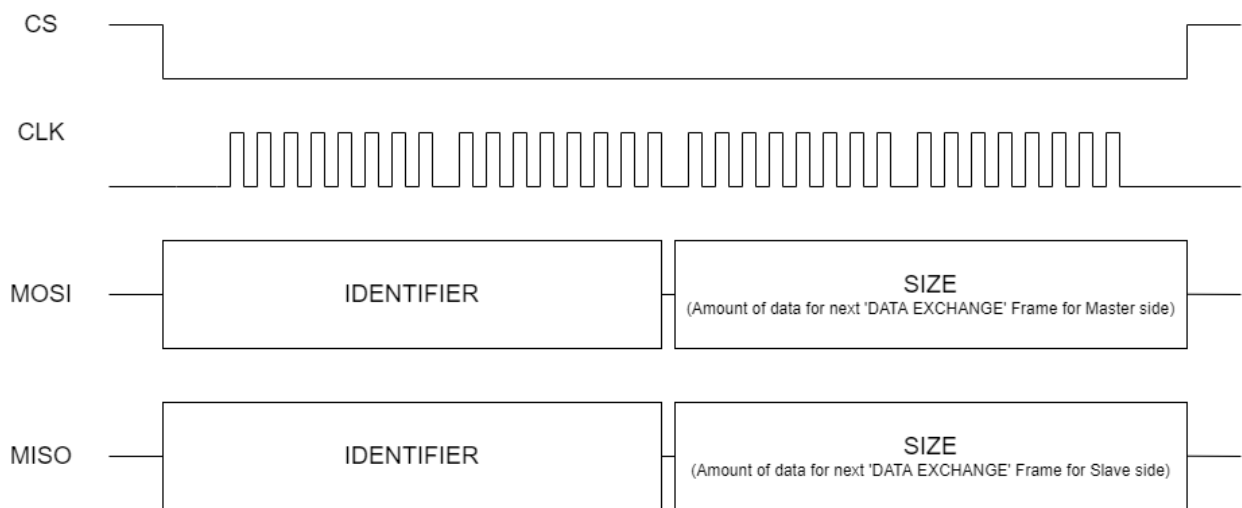 CS
CLK
MOSI
IDENTIFIER
SIZE
(Amount of data for next 'DATA EXCHANGE' Frame for Master side)
MISO
IDENTIFIER
SIZE
(Amount of data for next 'DATA EXCHANGE' Frame for Slave side)